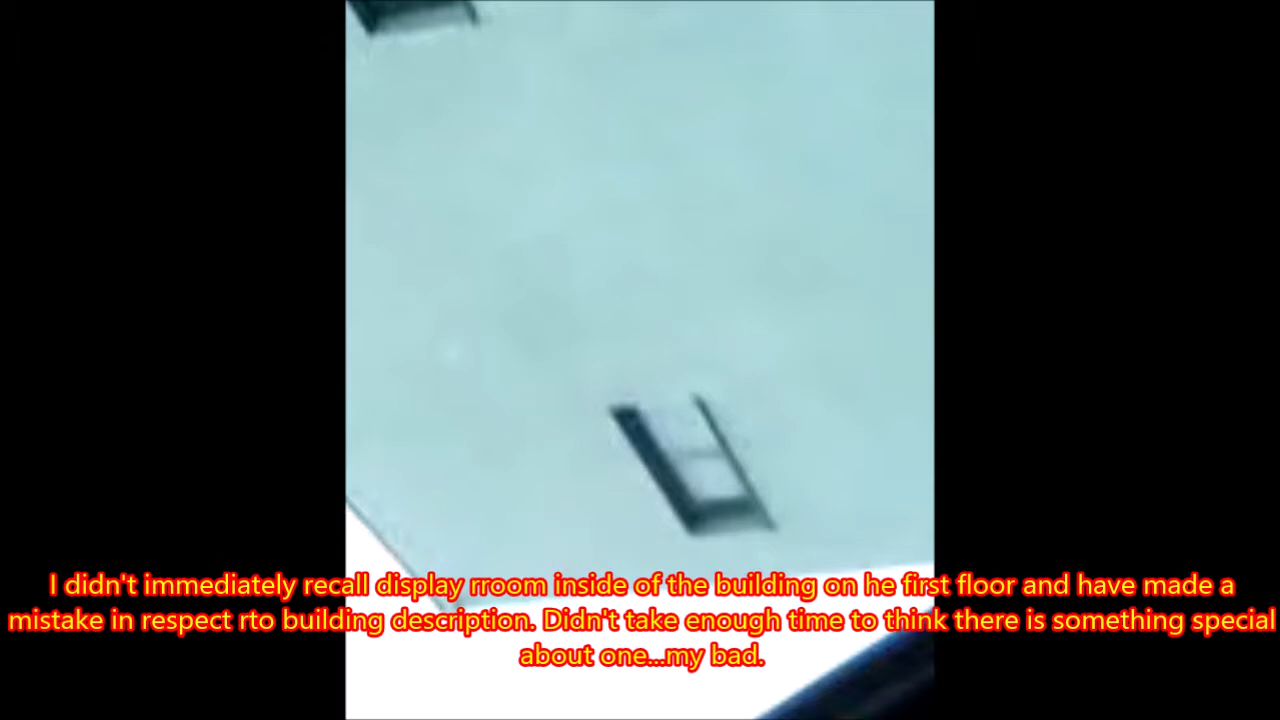 I didn't immediately recall display rroom inside of the building on he first floor and have made a
mistake in respect rto building description. Didn't take enough time to think there is something special
about one...my bad.